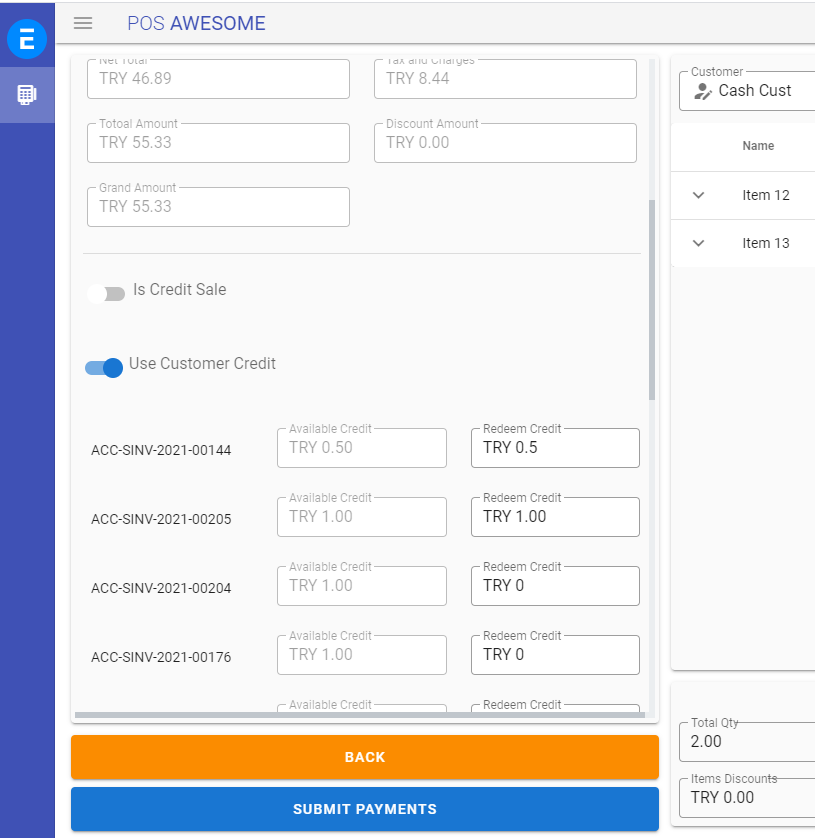 E
POS AWESOME
Net Total
TRY 46.89
Tax and Charges
TRY 8.44
Totoal Amount
TRY 55.33
Discount Amount
TRY 0.00
Grand Amount
TRY 55.33
Is Credit Sale
Use Customer Credit
ACC-SINV-2021-00144
Available Credit
TRY 0.50
Redeem Credit
TRY 0.5
ACC-SINV-2021-00205
Available Credit
TRY 1.00
Redeem Credit
TRY 1.00
ACC-SINV-2021-00204
Available Credit
TRY 1.00
Redeem Credit
TRY 0
ACC-SINV-2021-00176
Available Credit
TRY 1.00
Redeem Credit
TRY 0
Available Credit
Redeem Credit
BACK
SUBMIT PAYMENTS
Customer
Cash Cust
Name
Item 12
Item 13
Total Qty
2.00
Items Discounts
TRY 0.00